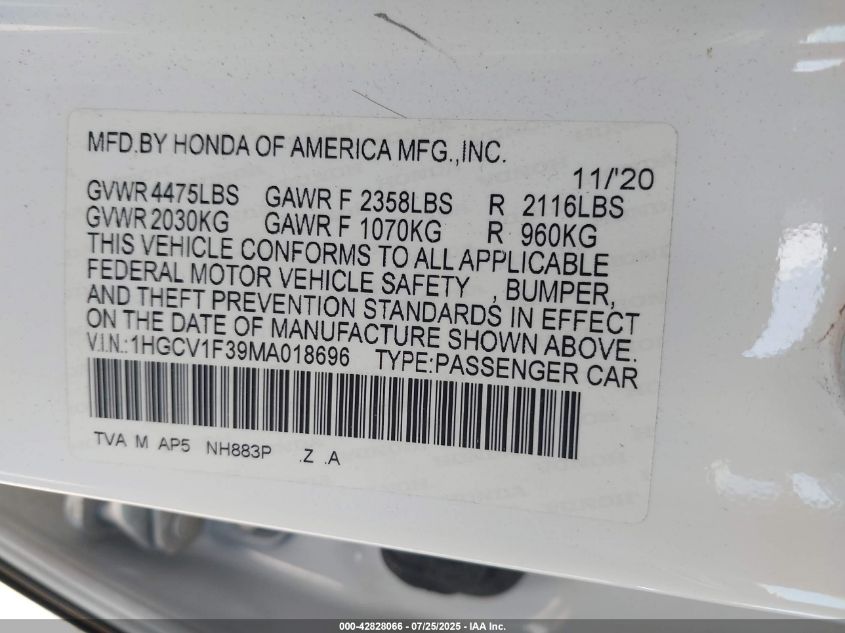 MFD.BY HONDA OF AMERICA MFG.,INC.
11/'20
GVWR 4475LBS GAWR F 2358LBS R 2116LBS
GVWR 2030KG GAWR F 1070KG R 960KG
THIS VEHICLE CONFORMS TO ALL APPLICABLE
FEDERAL MOTOR VEHICLE SAFETY , BUMPER,
AND THEFT PREVENTION STANDARDS IN EFFECT
ON THE DATE OF MANUFACTURE SHOWN ABOVE.
V.I.N.:1HGCV1F39MA018696 TYPE:PASSENGER CAR
TVA M AP5 NH883P .Z .A
000-42828066 - 07/25/2025 - IAA Inc.